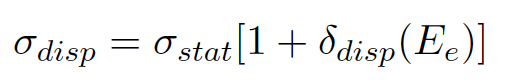 σ_disp = σ_stat[1 + δ_disp(E_e)]